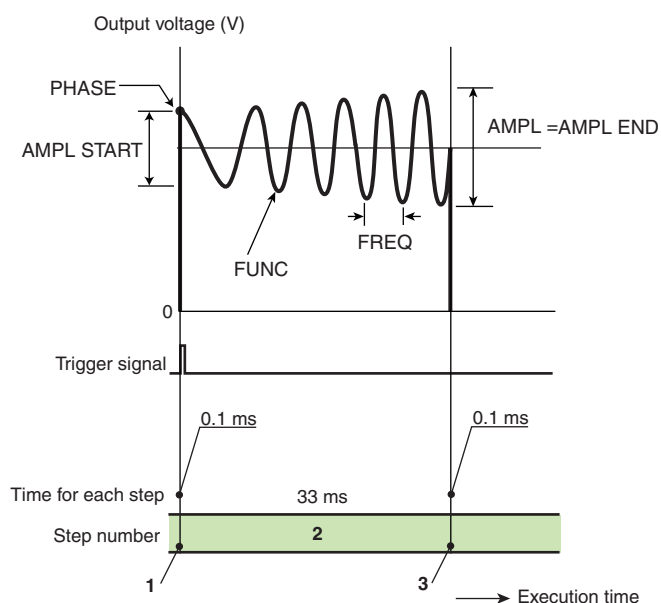 Output voltage (V)
PHASE
AMPL START
AMPL =AMPL END
FREQ
FUNC
0
Trigger signal
0.1 ms
0.1 ms
Time for each step
33 ms
Step number
2
1
3
Execution time